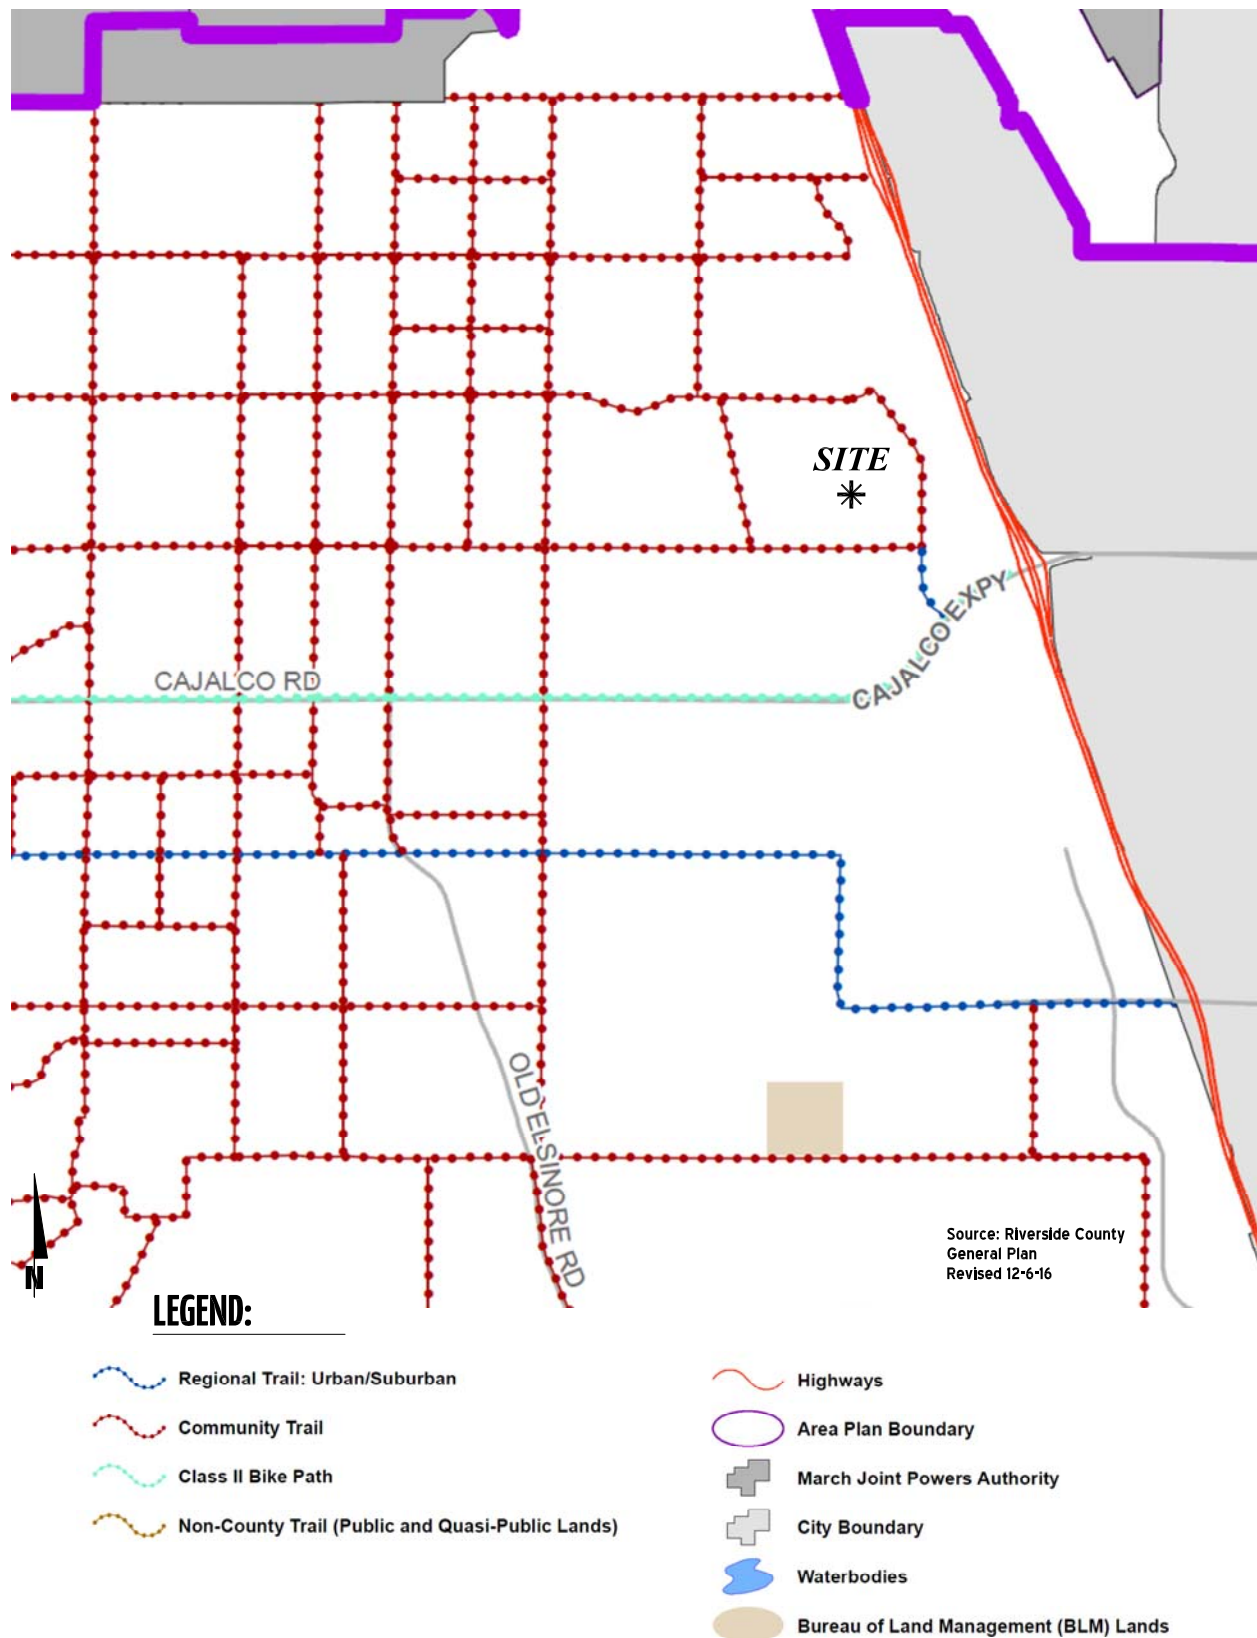 SITE
CAJALCO EXPY
CAJALCO RD
OLD ELSINORE RD
Source: Riverside County
General Plan
Revised 12-6-16
N
LEGEND:
Regional Trail: Urban/Suburban
Community Trail
Class II Bike Path
Non-County Trail (Public and Quasi-Public Lands)
Highways
Area Plan Boundary
March Joint Powers Authority
City Boundary
Waterbodies
Bureau of Land Management (BLM) Lands